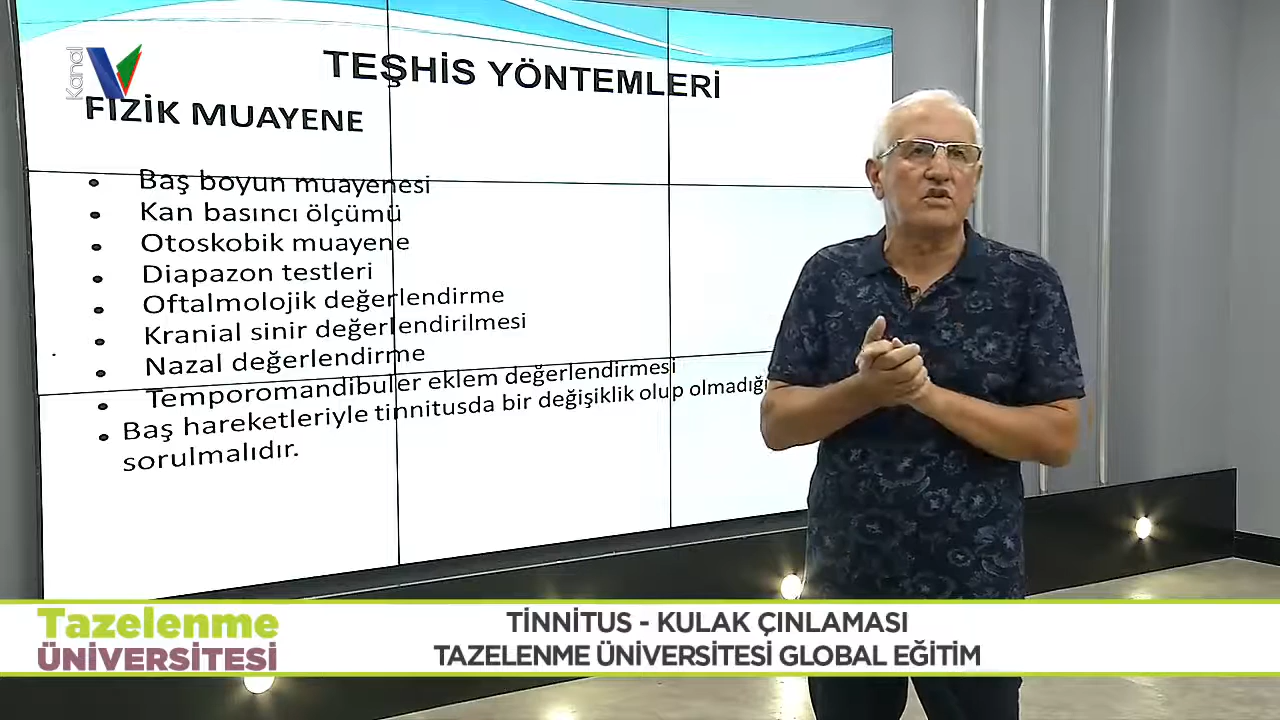 Kanal
V
TEŞHİS YÖNTEMLERİ
FİZİK MUAYENE
• Baş boyun muayenesi
• Kan basıncı ölçümü
• Otoskobik muayene
• Diapazon testleri
• Oftalmolojik değerlendirme
• Kranial sinir değerlendirilmesi
• Nazal değerlendirme
• Temporomandibuler eklem değerlendirmesi
• Baş hareketleriyle tinnitusda bir değişiklik olup olmadığı
sorulmalıdır.
Tazelenme
ÜNİVERSİTESİ
TİNNİTUS - KULAK ÇINLAMASI
TAZELENME ÜNİVERSİTESİ GLOBAL EĞİTİM